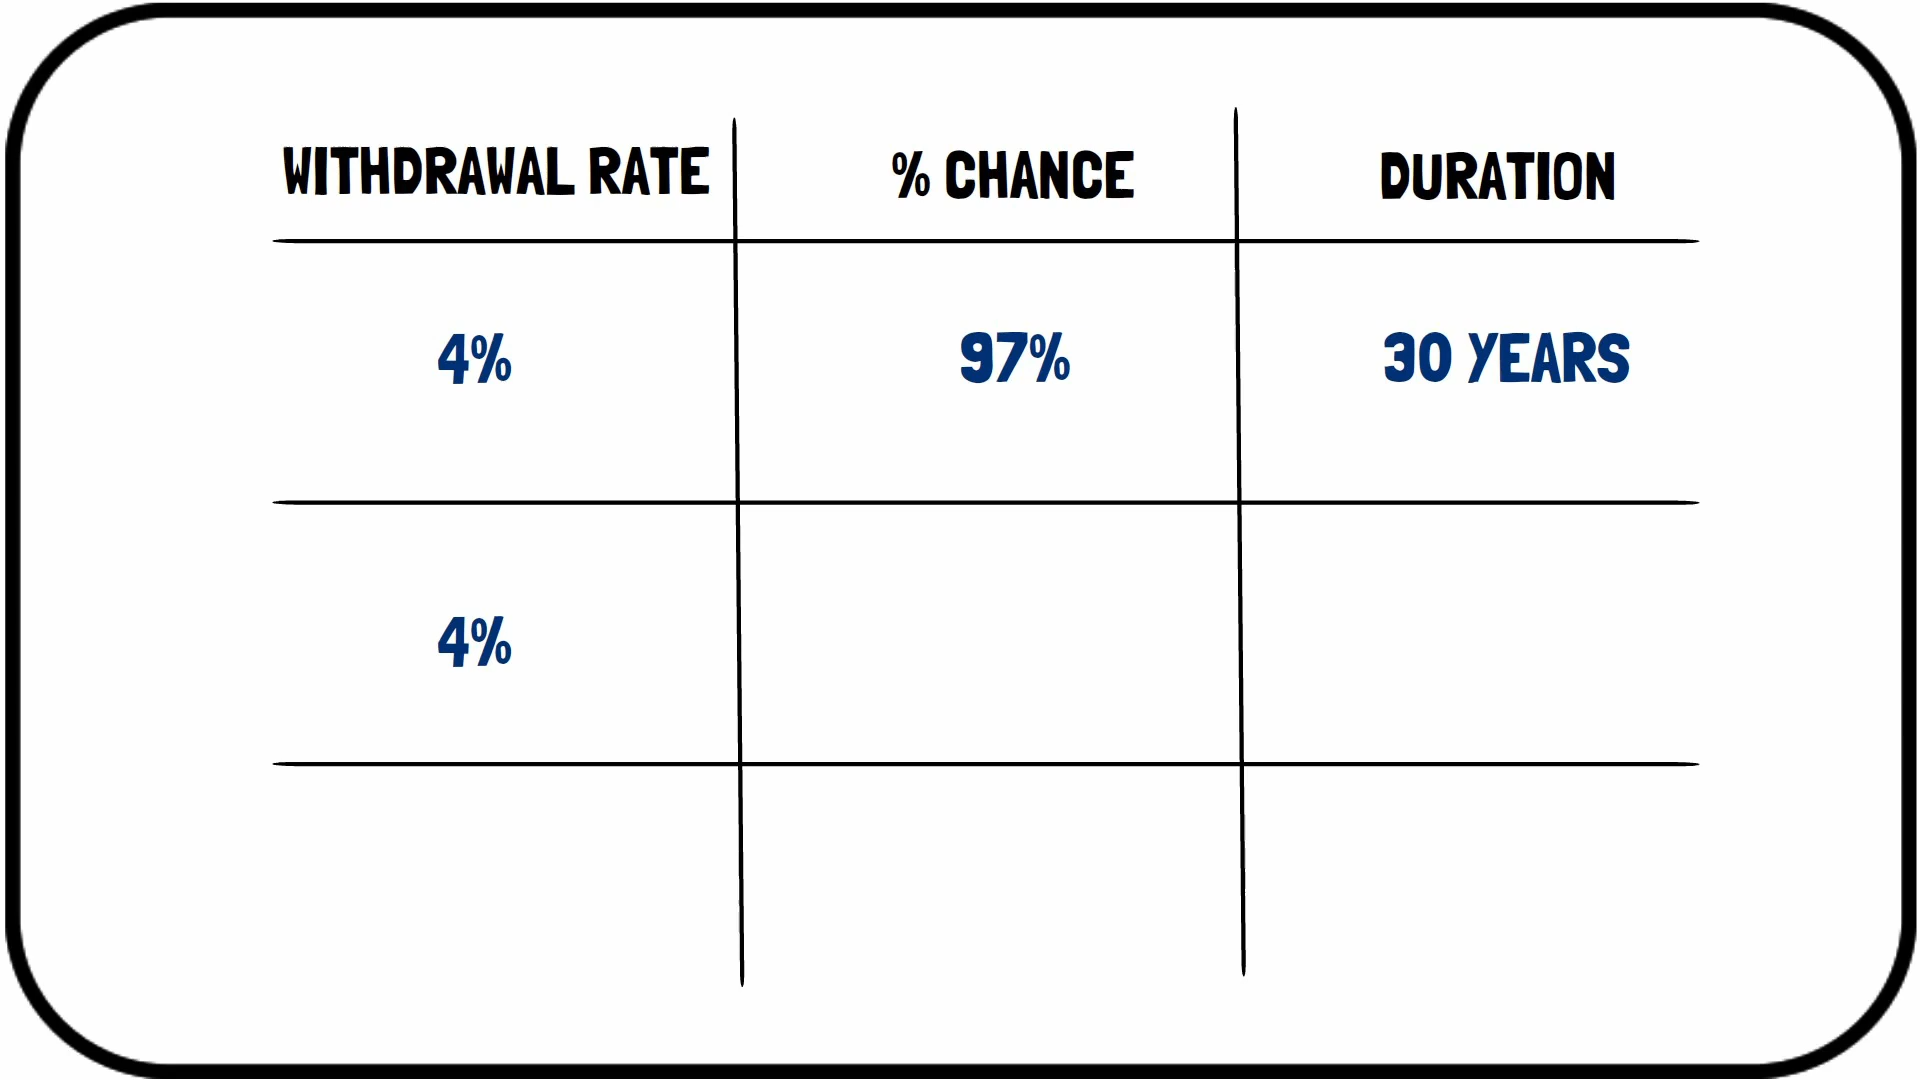 WITHDRAWAL RATE % CHANCE DURATION
4% 97% 30 YEARS
4%